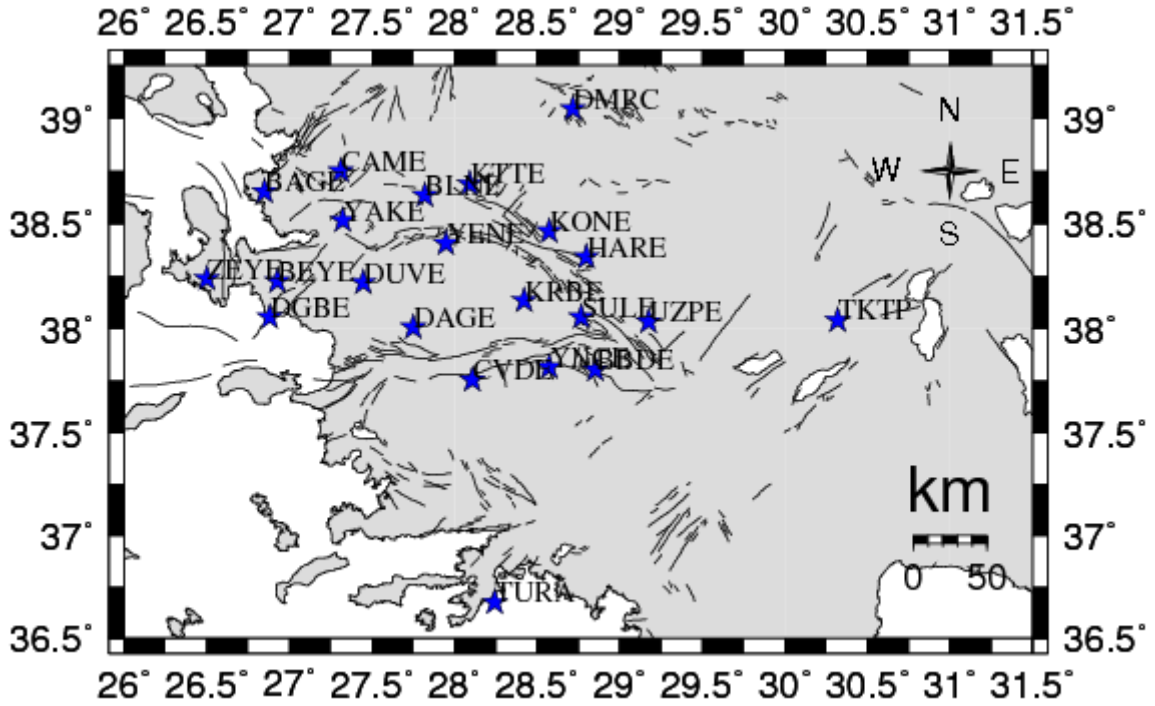 26˚ 26.5˚ 27˚ 27.5˚ 28˚ 28.5˚ 29˚ 29.5˚ 30˚ 30.5˚ 31˚ 31.5˚
39˚ DMRC N 39˚
CAME
KTTE W E
BAGE
38.5˚ YAKE KONE S 38.5˚
YENI HARE
ZEYE BEYE DUVE
KRBE
DGBE DAGE SULE UZPE TKTP
38˚ 38˚
CVDE
37.5˚ 37.5˚
km
37˚ 37˚
0 50
TURA
36.5˚ 36.5˚
26˚ 26.5˚ 27˚ 27.5˚ 28˚ 28.5˚ 29˚ 29.5˚ 30˚ 30.5˚ 31˚ 31.5˚